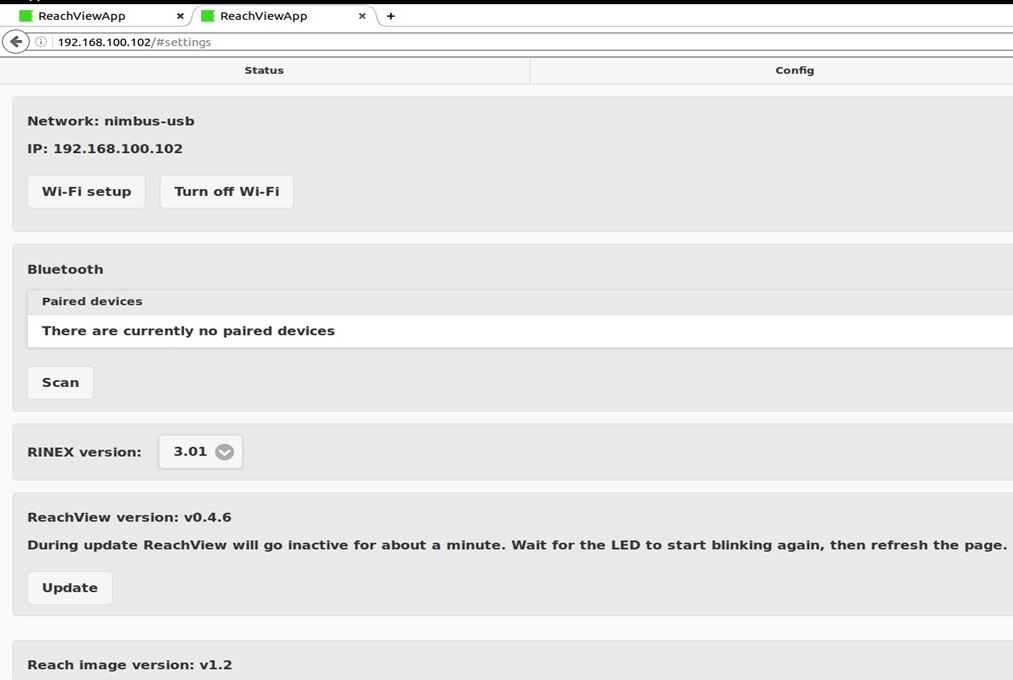 ReachViewApp × ReachViewApp × +
192.168.100.102/#settings
Status Config
Network: nimbus-usb
IP: 192.168.100.102
Wi-Fi setup Turn off Wi-Fi
Bluetooth
Paired devices
There are currently no paired devices
Scan
RINEX version: 3.01
ReachView version: v0.4.6
During update ReachView will go inactive for about a minute. Wait for the LED to start blinking again, then refresh the page.
Update
Reach image version: v1.2